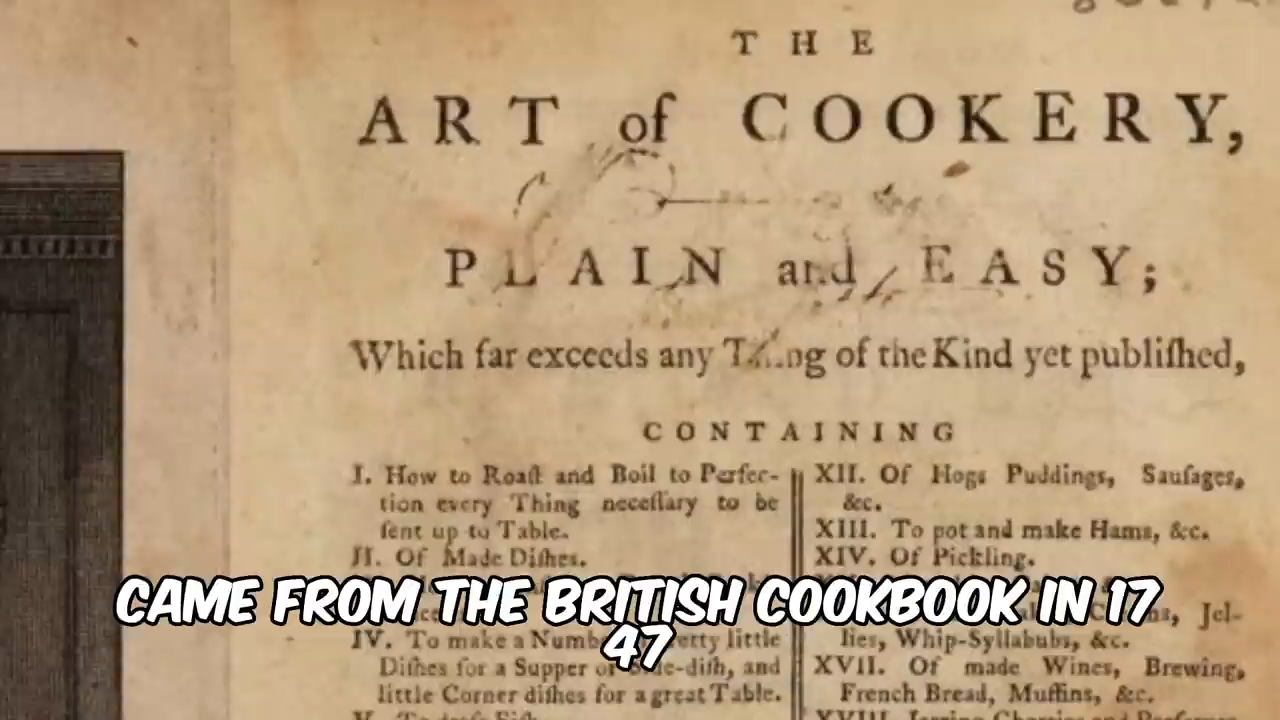 THE
ART of COOKERY,
PLAIN and EASY;
Which far exceeds any of the Kind yet publiſhed,
CONTAINING
I. How to Roaſt and Boil to Perfec-
tion every Thing neceſſary to be
ſent up to Table.
II. Of Made Diſhes.
IV. To make a pretty little
Diſhes for a Supper or Side-diſh, and
little Corner diſhes for a great Table.
XII. Of Hogs Puddings, Sauſages,
&c.
XIII. To pot and make Hams, &c.
XIV. Of Pickling.
Jel-
lies, Whip-Syllabubs, &c.
XVII. Of made Wines, Brewing,
French Bread, Muffins, &c.
CAME FROM THE BRITISH COOKBOOK IN 17
47